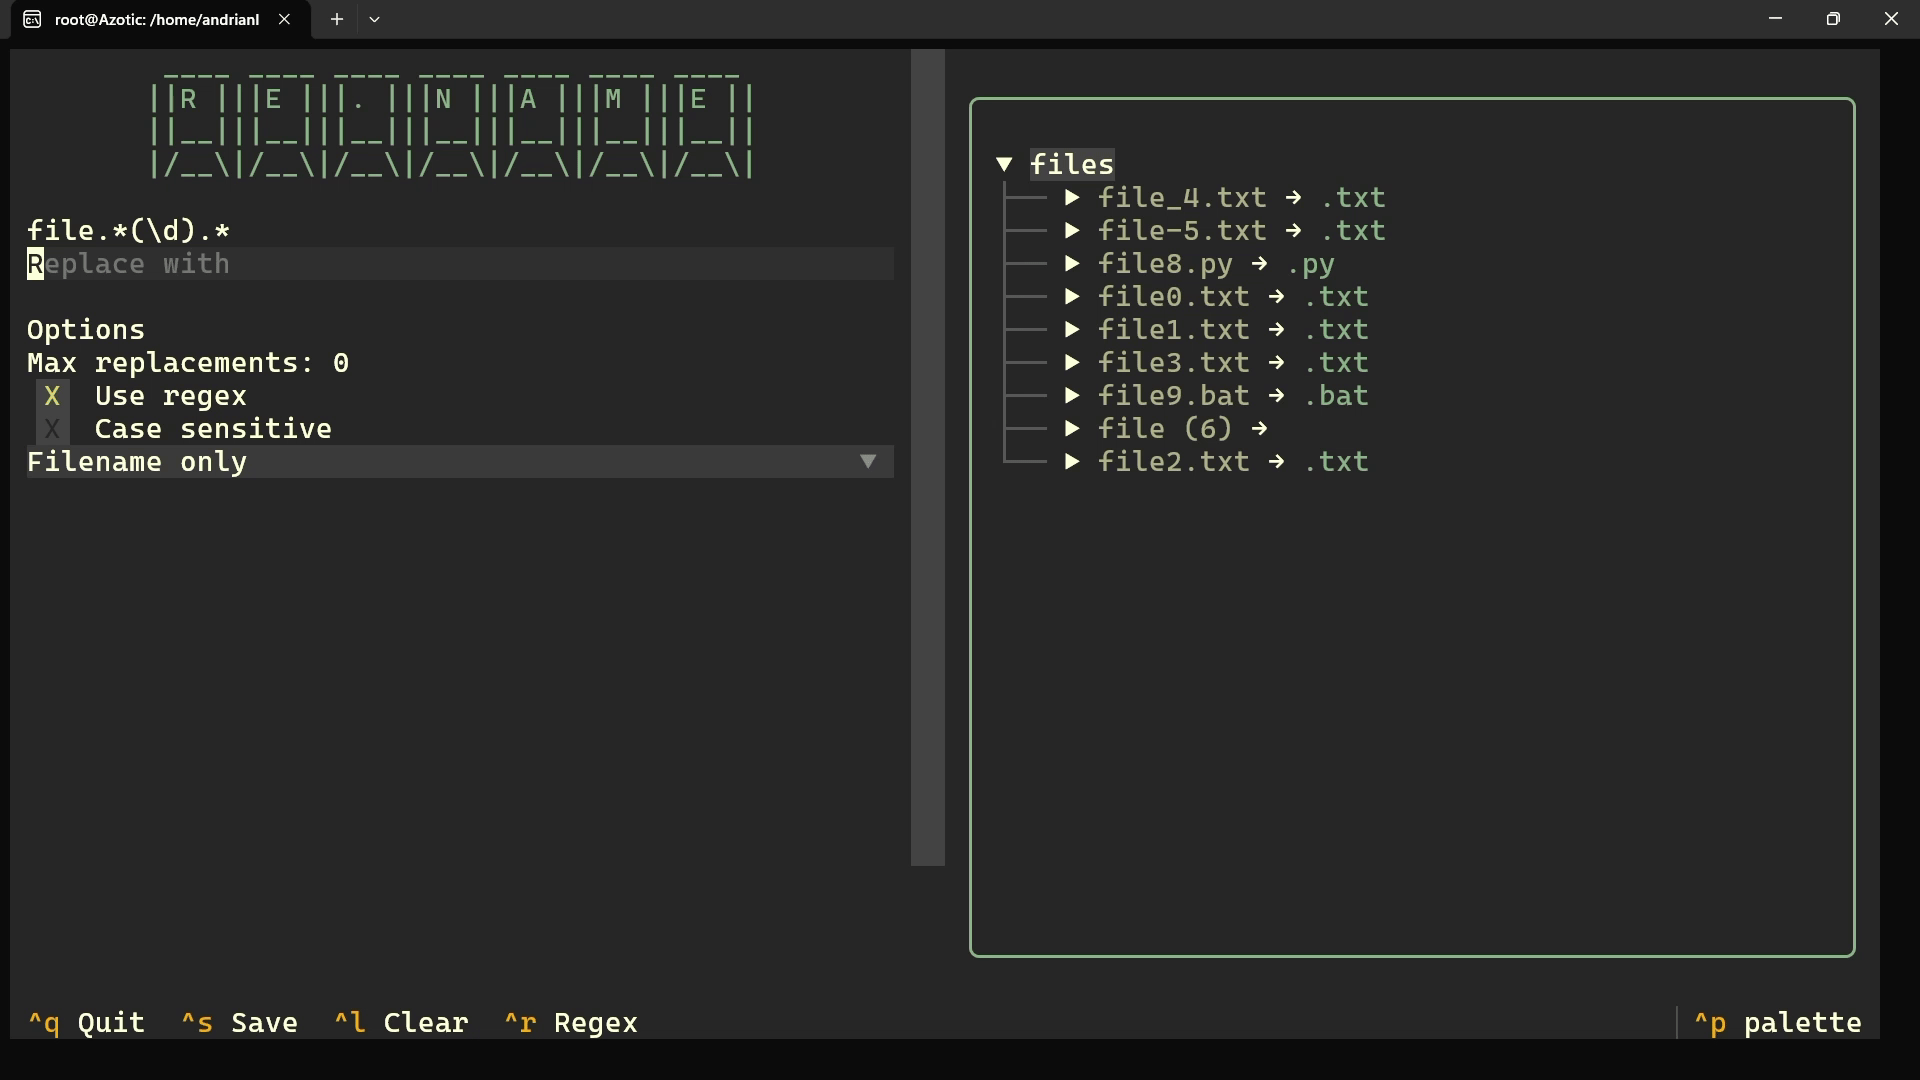 root@Azotic: /home/andrianl
 ____ ____ ____ ____ ____ ____ ____
||R |||E |||. |||N |||A |||M |||E ||
||__|||__|||__|||__|||__|||__|||__||
|/__\|/__\|/__\|/__\|/__\|/__\|/__\|
file.*(\d).*
Replace with
Options
Max replacements: 0
X Use regex
X Case sensitive
Filename only ▼
▼ files
▶ file_4.txt → .txt
▶ file-5.txt → .txt
▶ file8.py → .py
▶ file0.txt → .txt
▶ file1.txt → .txt
▶ file3.txt → .txt
▶ file9.bat → .bat
▶ file (6) →
▶ file2.txt → .txt
^q Quit ^s Save ^l Clear ^r Regex ^p palette